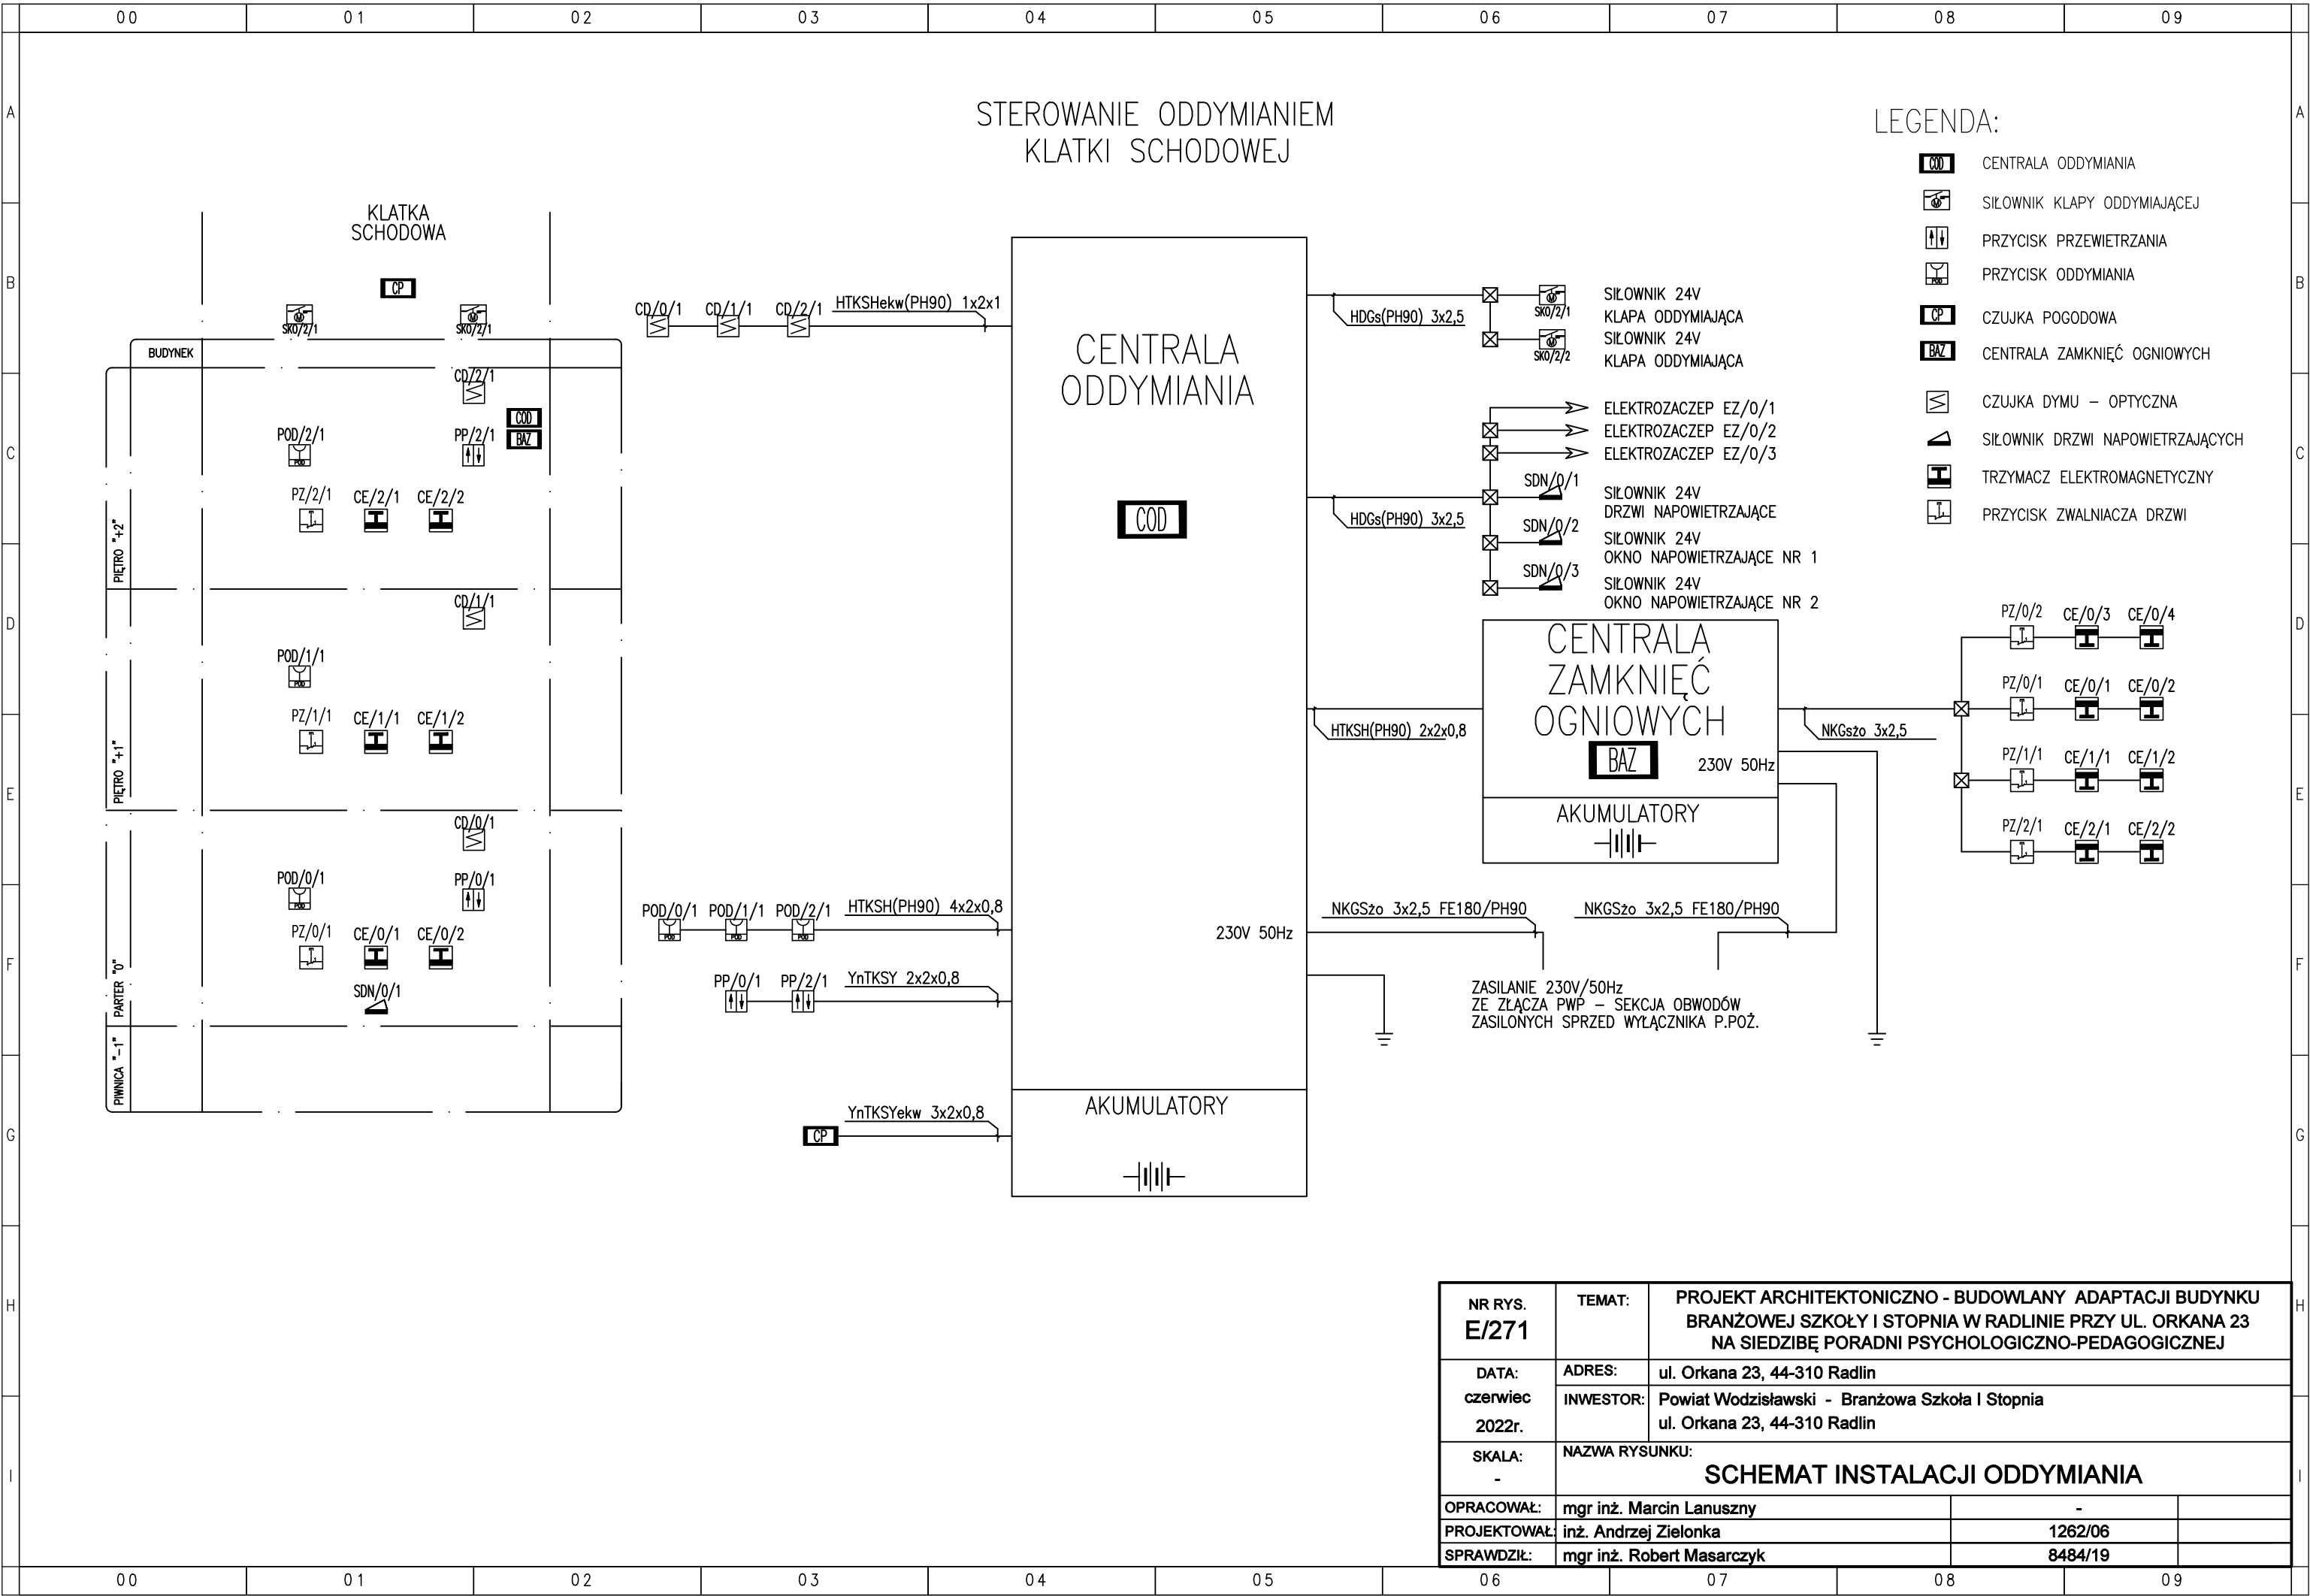 00 01 02 03 04 05 06 07 08 09
A A
B B
C C
D D
E E
F F
G G
H H
I I
STEROWANIE ODDYMIANIEM
KLATKI SCHODOWEJ
LEGENDA:
COD CENTRALA ODDYMIANIA
M SIŁOWNIK KLAPY ODDYMIAJĄCEJ
PRZYCISK PRZEWIETRZANIA
POD PRZYCISK ODDYMIANIA
CP CZUJKA POGODOWA
BAZ CENTRALA ZAMKNIĘĆ OGNIOWYCH
CZUJKA DYMU – OPTYCZNA
SIŁOWNIK DRZWI NAPOWIETRZAJĄCYCH
TRZYMACZ ELEKTROMAGNETYCZNY
PRZYCISK ZWALNIACZA DRZWI
KLATKA
SCHODOWA
CP
M M
SKO/2/1 SKO/2/1
BUDYNEK
CD/2/1
COD
POD/2/1 PP/2/1 BAZ
POD
PZ/2/1 CE/2/1 CE/2/2
PIĘTRO "+2"
CD/1/1
POD/1/1
POD
PZ/1/1 CE/1/1 CE/1/2
PIĘTRO "+1"
CD/0/1
POD/0/1 PP/0/1
POD
PZ/0/1 CE/0/1 CE/0/2
SDN/0/1
PARTER "0"
PIWNICA "-1"
CD/0/1 CD/1/1 CD/2/1 HTKSHekw(PH90) 1x2x1
POD/0/1 POD/1/1 POD/2/1 HTKSH(PH90) 4x2x0,8
POD POD POD
PP/0/1 PP/2/1 YnTKSY 2x2x0,8
CP YnTKSYekw 3x2x0,8
CENTRALA
ODDYMIANIA
COD
230V 50Hz
AKUMULATORY
HDGs(PH90) 3x2,5
M
SKO/2/1
SIŁOWNIK 24V
KLAPA ODDYMIAJĄCA
M
SKO/2/2
SIŁOWNIK 24V
KLAPA ODDYMIAJĄCA
ELEKTROZACZEP EZ/0/1
ELEKTROZACZEP EZ/0/2
ELEKTROZACZEP EZ/0/3
HDGs(PH90) 3x2,5
SDN/0/1
SIŁOWNIK 24V
DRZWI NAPOWIETRZAJĄCE
SDN/0/2
SIŁOWNIK 24V
OKNO NAPOWIETRZAJĄCE NR 1
SDN/0/3
SIŁOWNIK 24V
OKNO NAPOWIETRZAJĄCE NR 2
HTKSH(PH90) 2x2x0,8
CENTRALA
ZAMKNIĘĆ
OGNIOWYCH
BAZ 230V 50Hz
AKUMULATORY
NKGsżo 3x2,5
PZ/0/2 CE/0/3 CE/0/4
PZ/0/1 CE/0/1 CE/0/2
PZ/1/1 CE/1/1 CE/1/2
PZ/2/1 CE/2/1 CE/2/2
NKGSżo 3x2,5 FE180/PH90 NKGSżo 3x2,5 FE180/PH90
ZASILANIE 230V/50Hz
ZE ZŁĄCZA PWP – SEKCJA OBWODÓW
ZASILONYCH SPRZED WYŁĄCZNIKA P.POŻ.
NR RYS.
E/271
TEMAT:
PROJEKT ARCHITEKTONICZNO - BUDOWLANY ADAPTACJI BUDYNKU
BRANŻOWEJ SZKOŁY I STOPNIA W RADLINIE PRZY UL. ORKANA 23
NA SIEDZIBĘ PORADNI PSYCHOLOGICZNO-PEDAGOGICZNEJ
DATA:
czerwiec
2022r.
ADRES: ul. Orkana 23, 44-310 Radlin
INWESTOR: Powiat Wodzisławski - Branżowa Szkoła I Stopnia
ul. Orkana 23, 44-310 Radlin
SKALA:
-
NAZWA RYSUNKU:
SCHEMAT INSTALACJI ODDYMIANIA
OPRACOWAŁ: mgr inż. Marcin Lanuszny -
PROJEKTOWAŁ: inż. Andrzej Zielonka 1262/06
SPRAWDZIŁ: mgr inż. Robert Masarczyk 8484/19
00 01 02 03 04 05 06 07 08 09